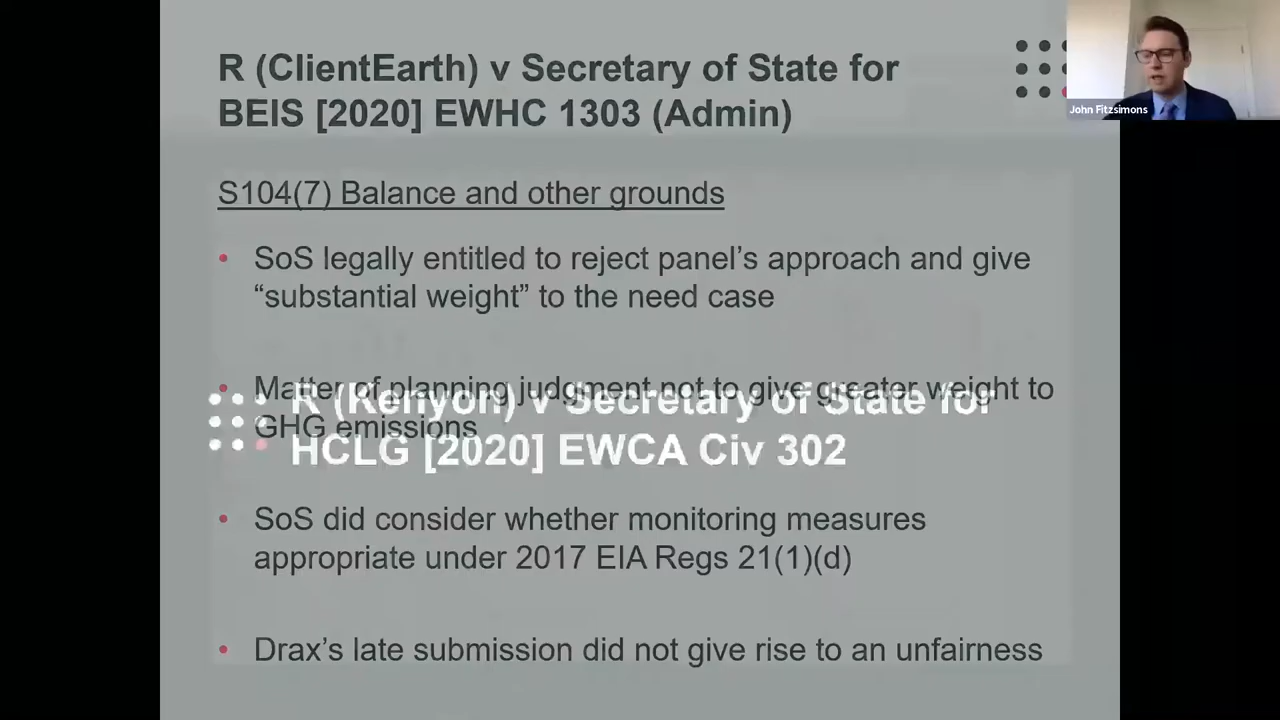 R (ClientEarth) v Secretary of State for
BEIS [2020] EWHC 1303 (Admin)
John Fitzsimons
S104(7) Balance and other grounds
• SoS legally entitled to reject panel's approach and give
“substantial weight” to the need case
• Matter of planning judgment not to give greater weight to
GHG emissions
R (Kenyon) v Secretary of State for
HCLG [2020] EWCA Civ 302
• SoS did consider whether monitoring measures
appropriate under 2017 EIA Regs 21(1)(d)
• Drax’s late submission did not give rise to an unfairness